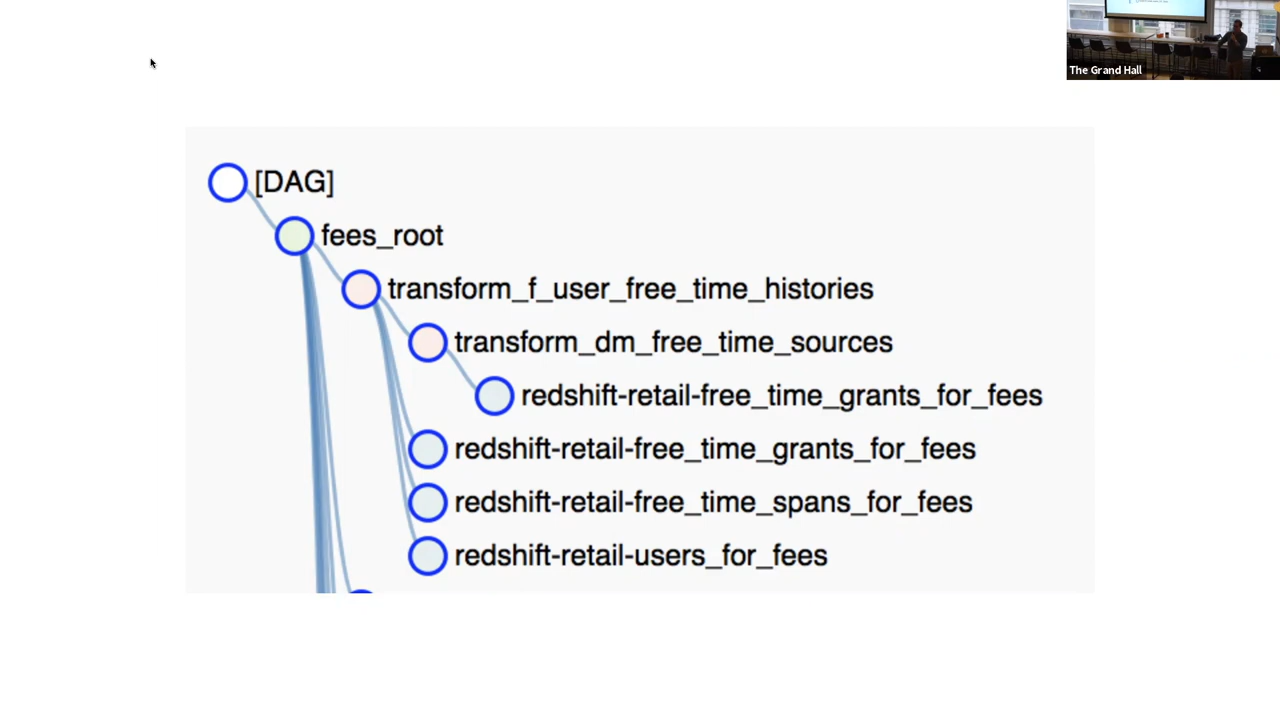 The Grand Hall
[DAG]
fees_root
transform_f_user_free_time_histories
transform_dm_free_time_sources
redshift-retail-free_time_grants_for_fees
redshift-retail-free_time_grants_for_fees
redshift-retail-free_time_spans_for_fees
redshift-retail-users_for_fees